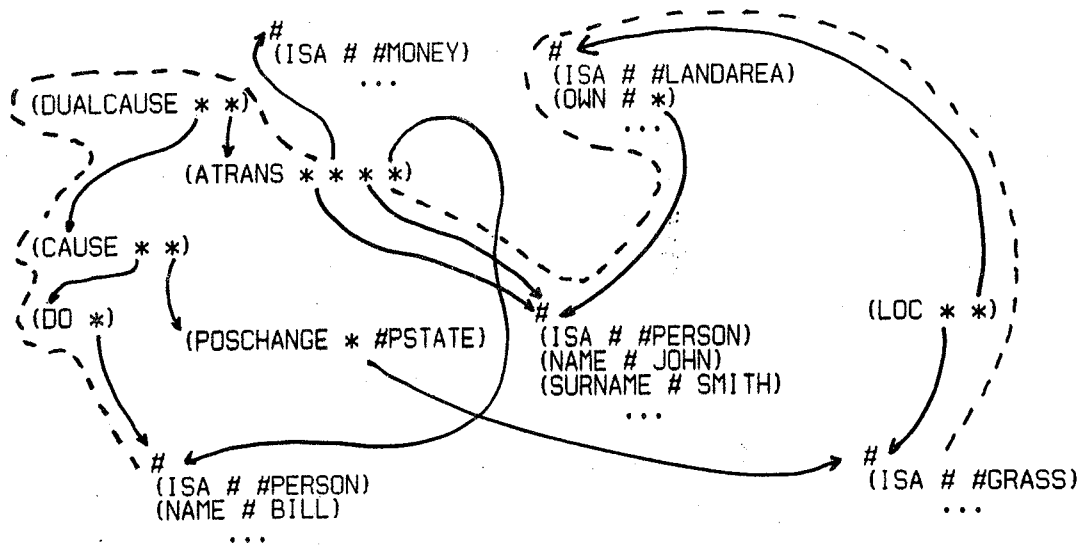 #
(ISA # #MONEY)
...
#
(ISA # #LANDAREA)
(OWN # *)
...
(DUALCAUSE * *)
(ATRANS * * * *)
(CAUSE * *)
(DO *)
(POSCHANGE * #PSTATE)
#
(ISA # #PERSON)
(NAME # JOHN)
(SURNAME # SMITH)
...
(LOC * *)
#
(ISA # #PERSON)
(NAME # BILL)
...
#
(ISA # #GRASS)
...